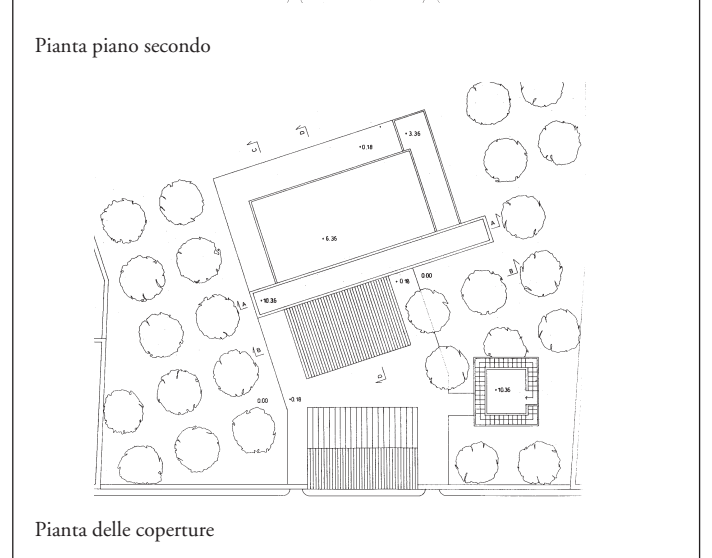 Pianta piano secondo
C
D
+3.36
+0.18
+6.36
A
B
0.00
+0.18
+10.36
A
B
D
+10.36
0.00
+0.18
Pianta delle coperture